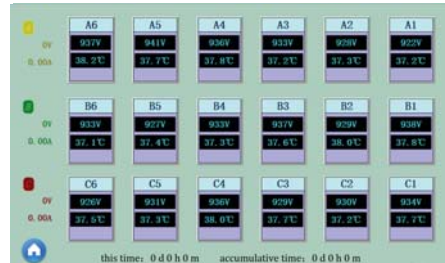 A6 A5 A4 A3 A2 A1
0V 937V 941V 936V 933V 928V 922V
0.00A 38.2℃ 37.7℃ 37.8℃ 37.2℃ 37.3℃ 37.2℃
B6 B5 B4 B3 B2 B1
0V 933V 927V 933V 937V 929V 938V
0.00A 37.1℃ 37.4℃ 37.3℃ 37.6℃ 38.0℃ 37.8℃
C6 C5 C4 C3 C2 C1
0V 926V 931V 936V 929V 930V 934V
0.00A 37.5℃ 37.3℃ 38.0℃ 37.7℃ 37.2℃ 37.7℃
this time: 0 d 0 h 0 m accumulative time: 0 d 0 h 0 m